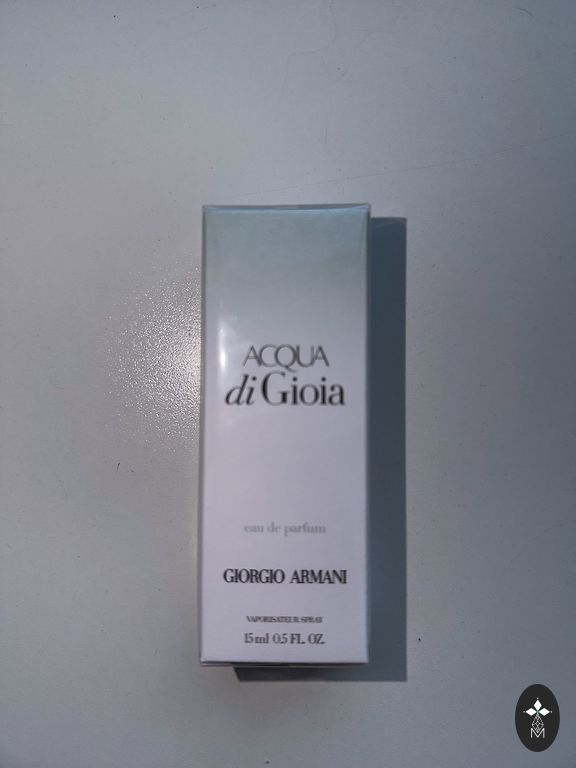 ACQUA
di Gioia
eau de parfum
GIORGIO ARMANI
VAPORISATEUR SPRAY
15 ml 0.5 FL. OZ.
M